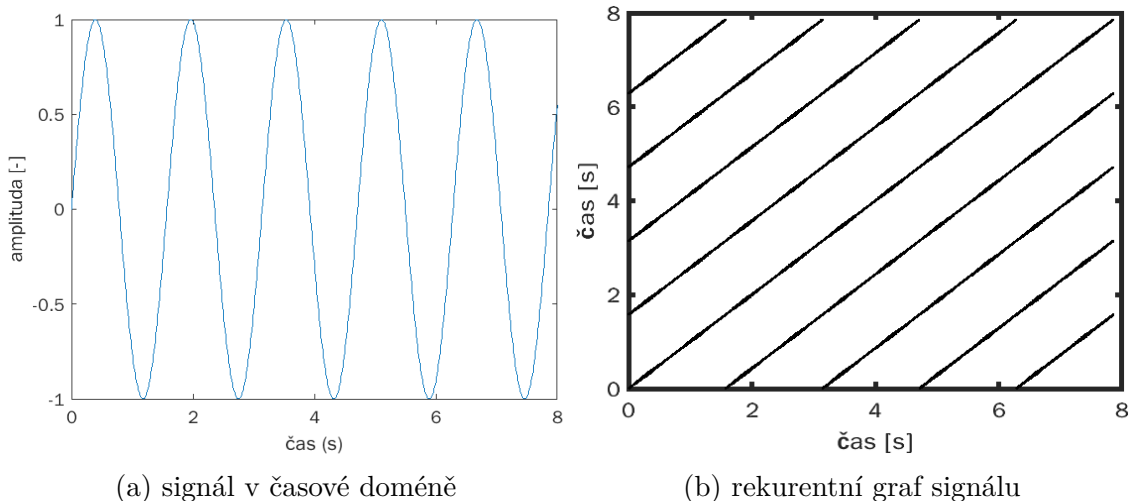 1
0.5
0
-0.5
-1
0 2 4 6 8
amplituda [-]
čas (s)
(a) signál v časové doméně
8
6
4
2
0
0 2 4 6 8
čas [s]
čas [s]
(b) rekurentní graf signálu